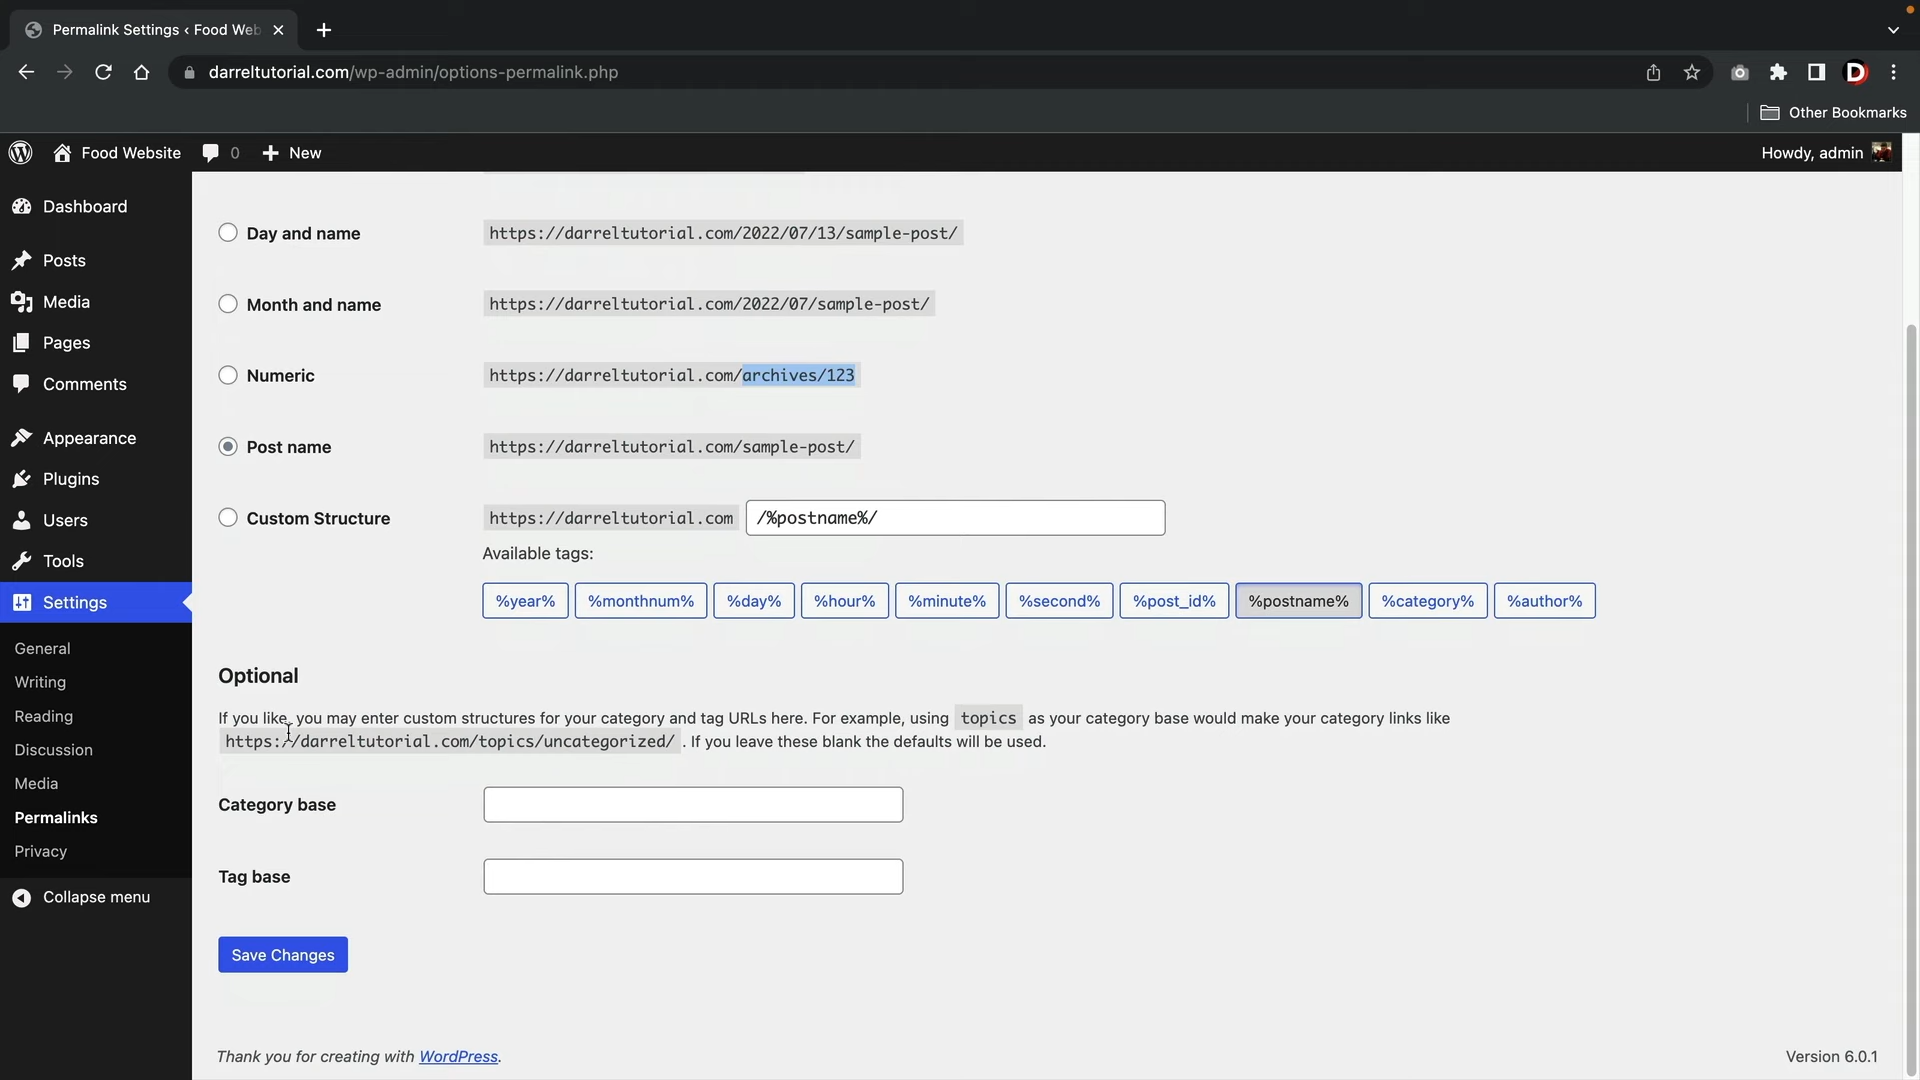 Permalink Settings ‹ Food Web
darreltutorial.com/wp-admin/options-permalink.php
D
Other Bookmarks
Food Website 0 New
Howdy, admin
Dashboard
Posts
Media
Pages
Comments
Appearance
Plugins
Users
Tools
Settings
General
Writing
Reading
Discussion
Media
Permalinks
Privacy
Collapse menu
Day and name https://darreltutorial.com/2022/07/13/sample-post/
Month and name https://darreltutorial.com/2022/07/sample-post/
Numeric https://darreltutorial.com/archives/123
Post name https://darreltutorial.com/sample-post/
Custom Structure https://darreltutorial.com /%postname%/
Available tags:
%year% %monthnum% %day% %hour% %minute% %second% %post_id% %postname% %category% %author%
Optional
If you like, you may enter custom structures for your category and tag URLs here. For example, using topics as your category base would make your category links like
https://darreltutorial.com/topics/uncategorized/ . If you leave these blank the defaults will be used.
Category base
Tag base
Save Changes
Thank you for creating with WordPress.
Version 6.0.1